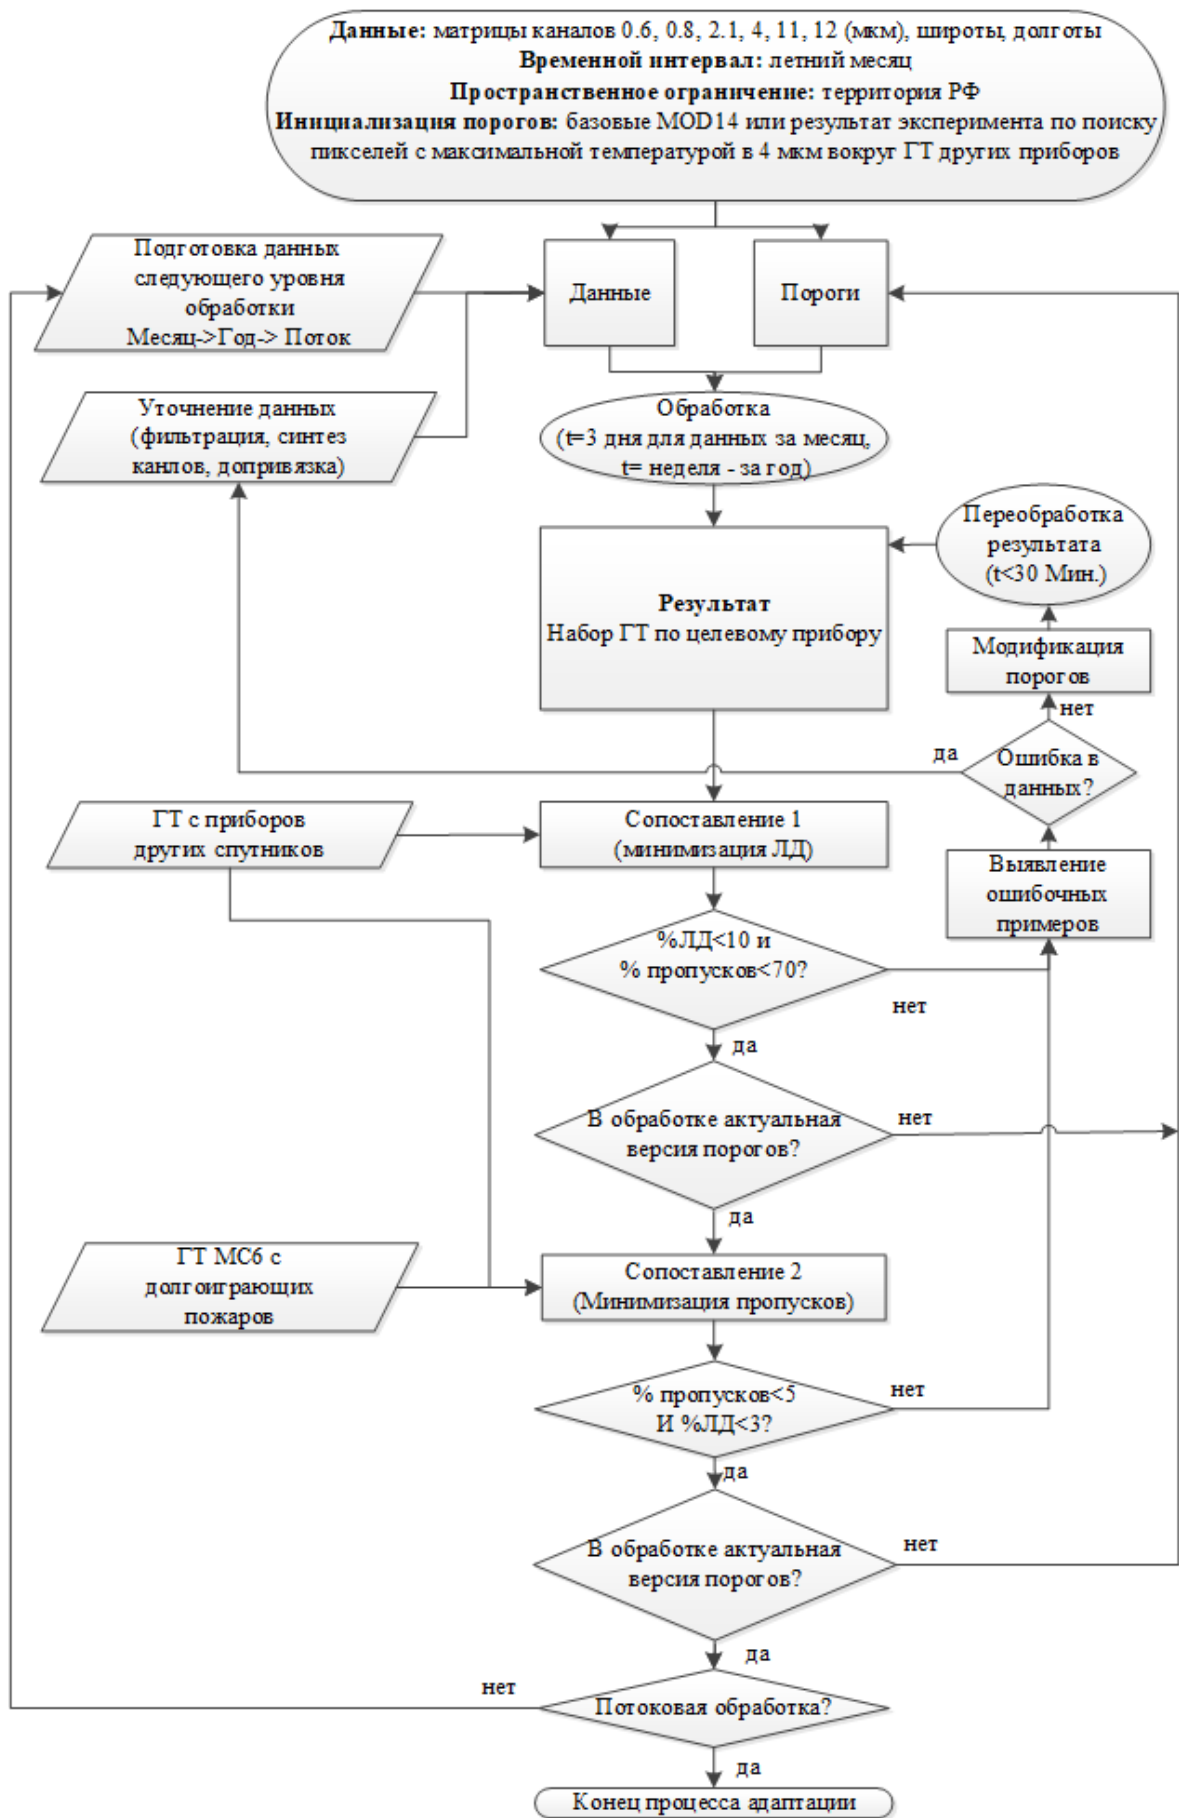 Данные: матрицы каналов 0.6, 0.8, 2.1, 4, 11, 12 (мкм), широты, долготы
Временной интервал: летний месяц
Пространственное ограничение: территория РФ
Инициализация порогов: базовые MOD14 или результат эксперимента по поиску
пикселей с максимальной температурой в 4 мкм вокруг ГТ других приборов
Подготовка данных
следующего уровня
обработки
Месяц->Год-> Поток
Данные
Пороги
Уточнение данных
(фильтрация, синтез
канлов, допривязка)
Обработка
(t=3 дня для данных за месяц,
t= неделя - за год)
Переобработка
результата
(t<30 Мин.)
Результат
Набор ГТ по целевому прибору
Модификация
порогов
нет
да
Ошибка в
данных?
ГТ с приборов
других спутников
Сопоставление 1
(минимизация ЛД)
Выявление
ошибочных
примеров
%ЛД<10 и
% пропусков<70?
нет
да
В обработке актуальная
версия порогов?
нет
да
ГТ МС6 с
долгоиграющих
пожаров
Сопоставление 2
(Минимизация пропусков)
% пропусков<5
И %ЛД<3?
нет
да
В обработке актуальная
версия порогов?
нет
да
нет
Потоковая обработка?
да
Конец процесса адаптации